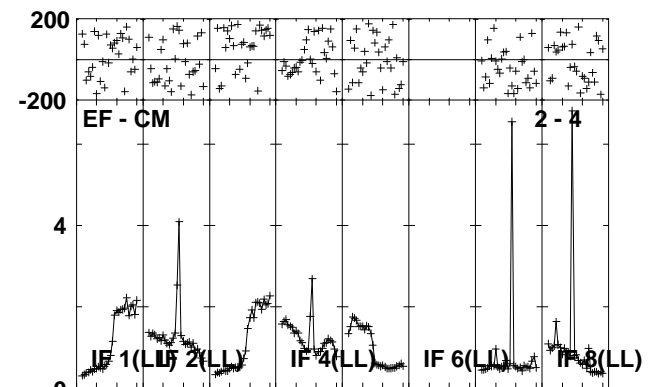 200
-200
EF - CM 2 - 4
4
IF 1(LL) IF 2(LL) IF 4(LL) IF 6(LL) IF 8(LL)
0